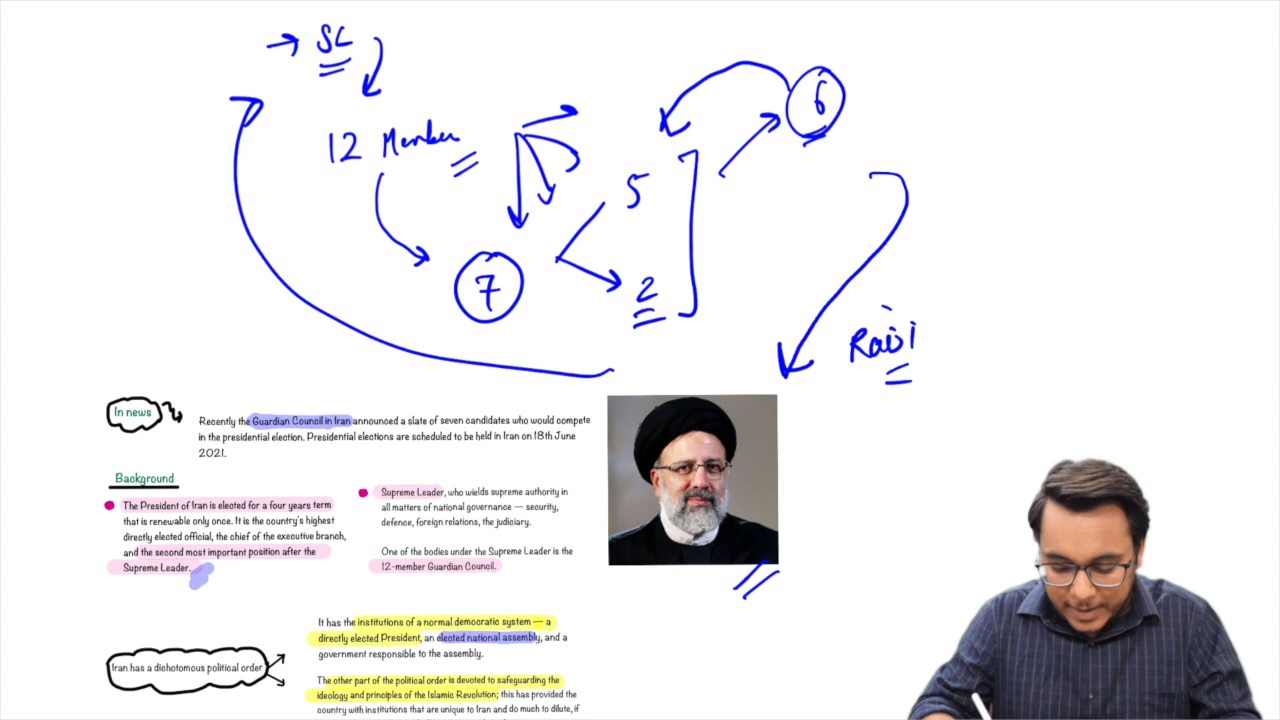 → SL
12 Member
6
5
7
2
Raisi
In news
Recently the Guardian Council in Iran announced a slate of seven candidates who would compete
in the presidential election. Presidential elections are scheduled to be held in Iran on 18th June
2021.
Background
The President of Iran is elected for a four years term
that is renewable only once. It is the country's highest
directly elected official, the chief of the executive branch,
and the second most important position after the
Supreme Leader.
Supreme Leader, who wields supreme authority in
all matters of national governance — security,
defence, foreign relations, the judiciary.
One of the bodies under the Supreme Leader is the
12-member Guardian Council.
Iran has a dichotomous political order
It has the institutions of a normal democratic system — a
directly elected President, an elected national assembly, and a
government responsible to the assembly.
The other part of the political order is devoted to safeguarding the
ideology and principles of the Islamic Revolution; this has provided the
country with institutions that are unique to Iran and do much to dilute, if